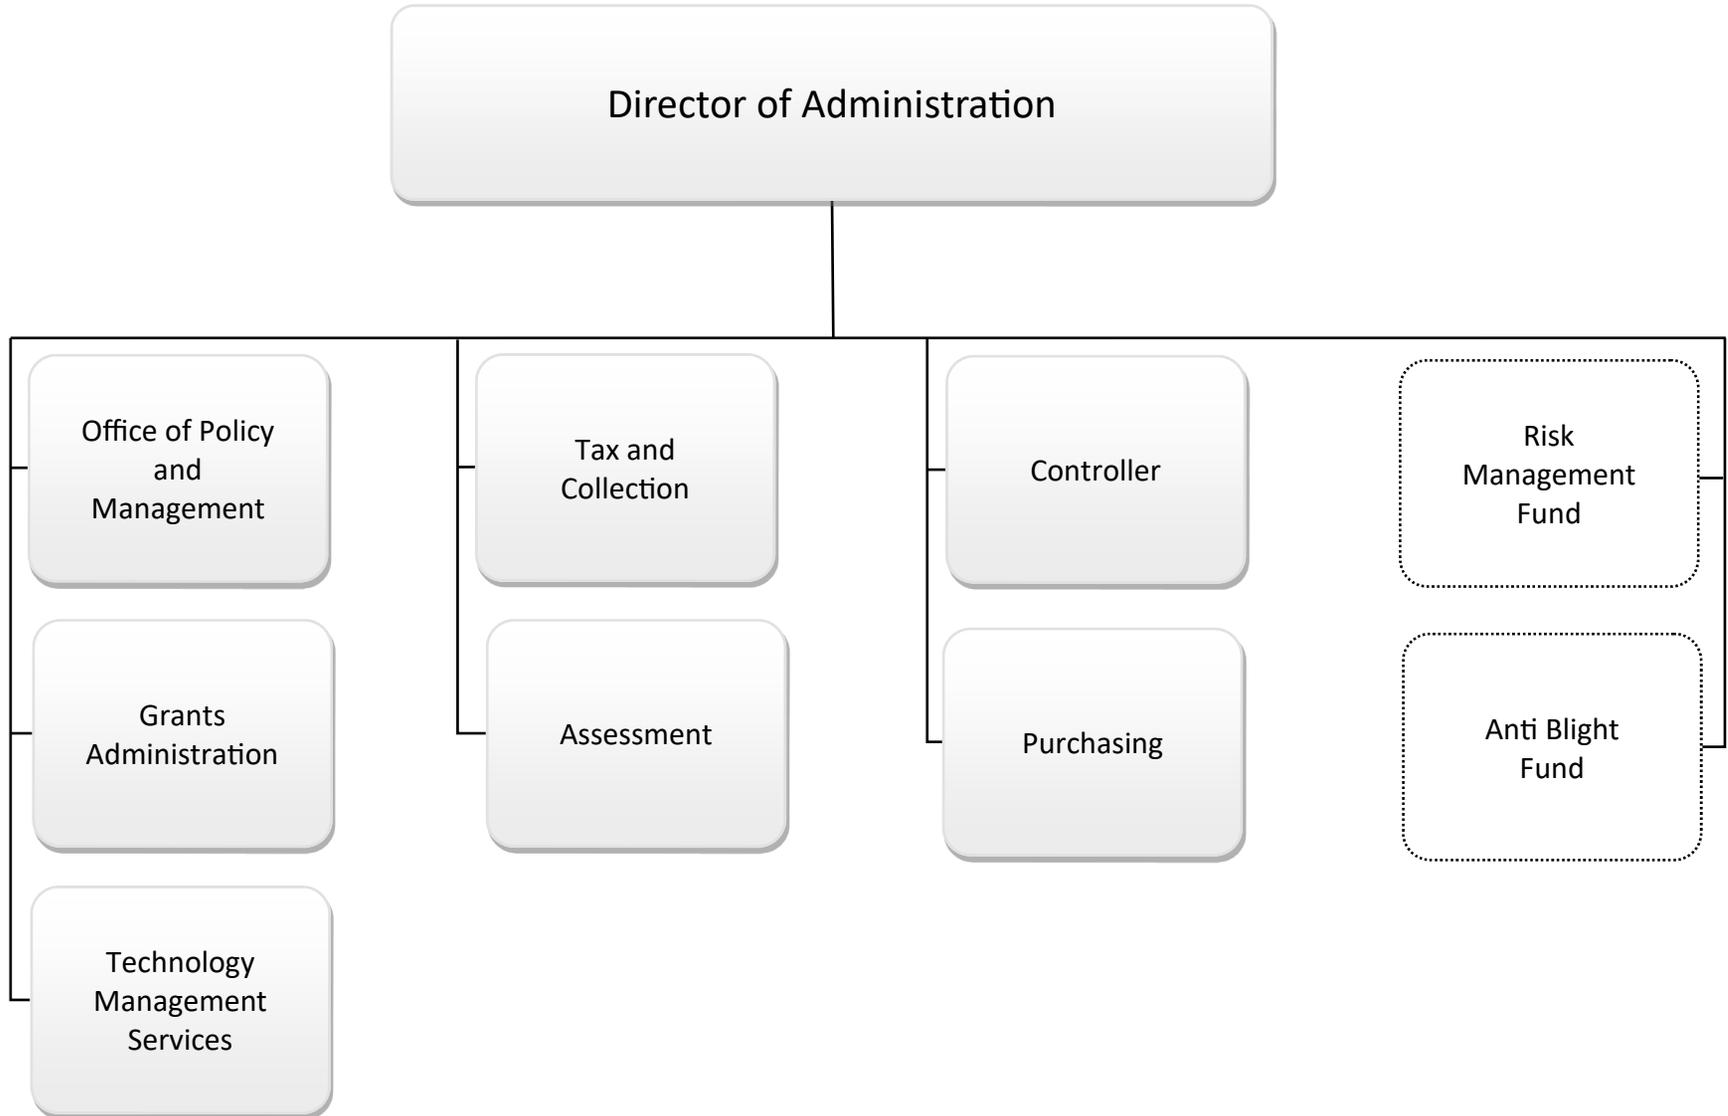 Director of Administration
Office of Policy
and
Management
Tax and
Collection
Controller
Risk
Management
Fund
Grants
Administration
Assessment
Purchasing
Anti Blight
Fund
Technology
Management
Services